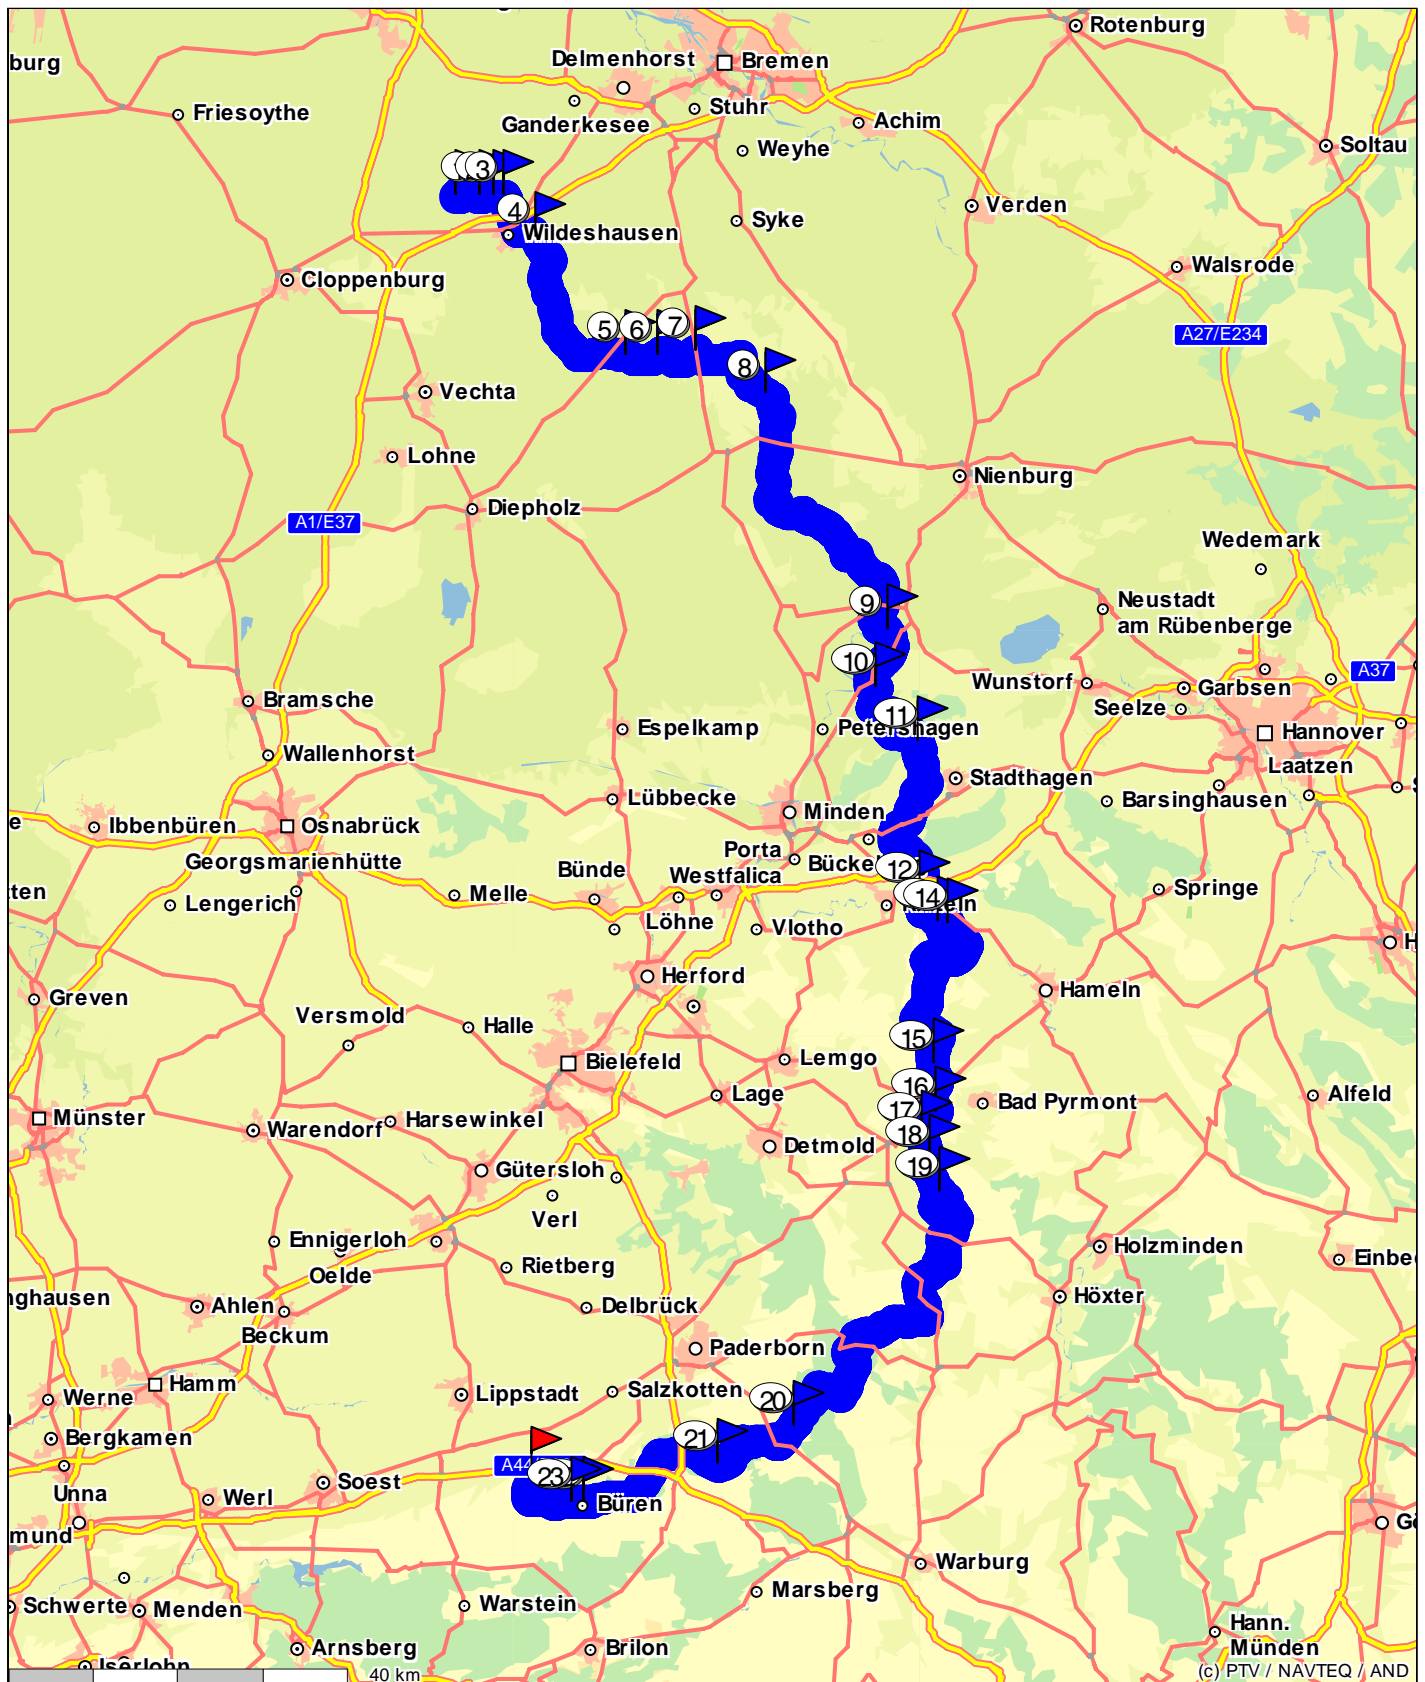 Rotenburg
burg
Delmenhorst
Bremen
Friesoythe
Stuhr
Ganderkesee
Achim
Weyhe
Soltau
3
4
Verden
Wildeshausen
Syke
Walsrode
Cloppenburg
5
6
7
A27/E234
8
Vechta
Lohne
Nienburg
Diepholz
A1/E37
Wedemark
9
Neustadt
am Rübenberge
10
A37
Wunstorf
Garbsen
Bramsche
Seelze
11
Espelkamp
Petershagen
Hannover
Wallenhorst
Laatzen
Stadthagen
Lübbecke
Barsinghausen
Minden
e
Ibbenbüren
Osnabrück
Porta
Westfalica
Georgsmarienhütte
Bünde
12
tten
Melle
Springe
14
Lengerich
Löhne
Vlotho
H
Herford
Hameln
Greven
Versmold
Halle
15
Bielefeld
Lemgo
16
Lage
Bad Pyrmont
Alfeld
17
Münster
Harsewinkel
Warendorf
18
Detmold
19
Gütersloh
Verl
Ennigerloh
Holzminden
Rietberg
Oelde
nghausen
Höxter
Ahlen
Delbrück
Beckum
Paderborn
Hamm
Lippstadt
Salzkotten
20
Werne
21
Bergkamen
A44
23
Soest
Unna
Werl
Büren
mund
Warburg
Marsberg
Schwerte
Menden
Warstein
Hann.
Münden
Arnsberg
Brilon
Iserlohn
40 km
(c) PTV / NAVTEQ / AND